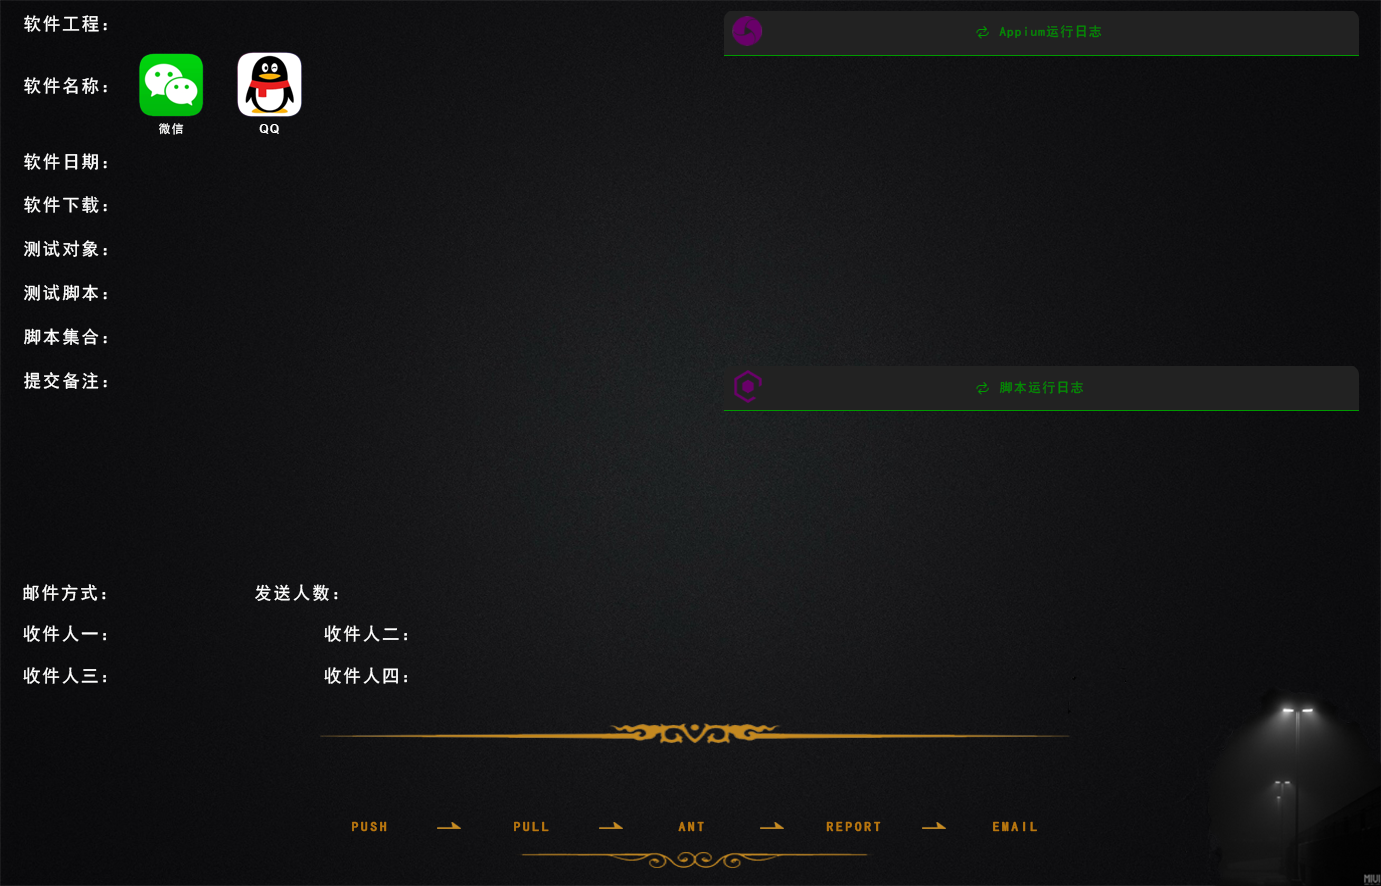 软件工程：
软件名称：
微信
QQ
软件日期：
软件下载：
测试对象：
测试脚本：
脚本集合：
提交备注：
邮件方式： 发送人数：
收件人一： 收件人二：
收件人三： 收件人四：
Appium运行日志
脚本运行日志
PUSH PULL ANT REPORT EMAIL
MIUI